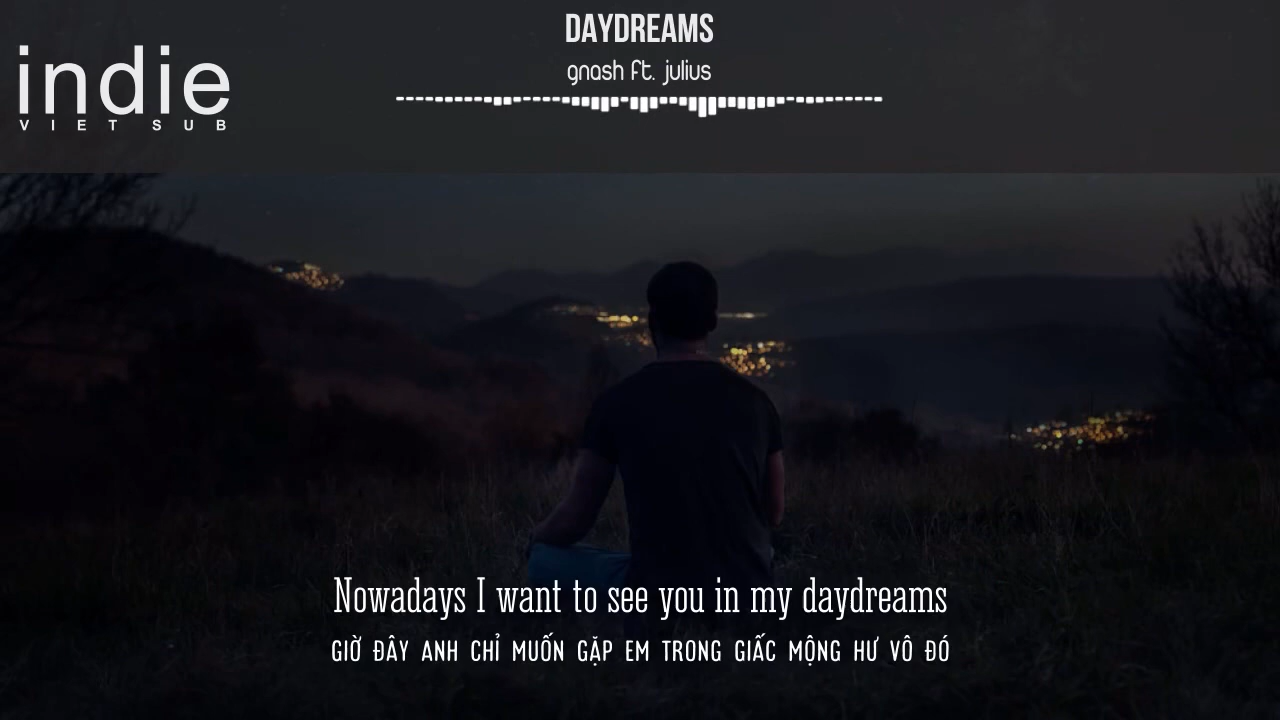 DAYDREAMS
gnash ft. julius
indie
VIET SUB
Nowadays I want to see you in my daydreams
GIỜ ĐÂY ANH CHỈ MUỐN GẶP EM TRONG GIẤC MỘNG HƯ VÔ ĐÓ